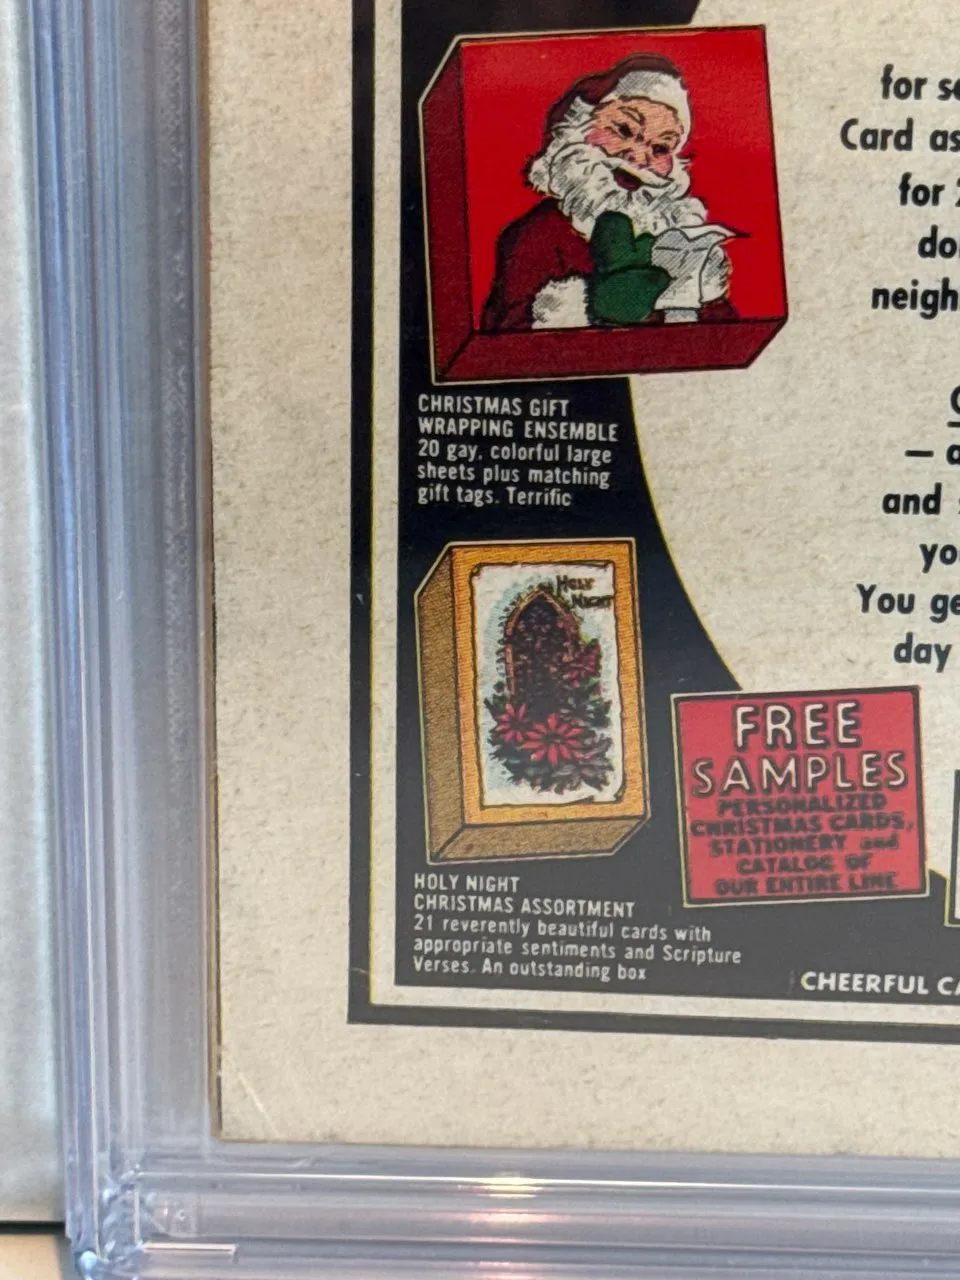 for se
Card as
for 2
do
neigh
CHRISTMAS GIFT
WRAPPING ENSEMBLE
20 gay, colorful large
sheets plus matching
gift tags. Terrific
— a
and s
yo
You ge
day
HOLY
NIGHT
FREE
SAMPLES
PERSONALIZED
CHRISTMAS CARDS,
STATIONERY and
CATALOG OF
OUR ENTIRE LINE
HOLY NIGHT
CHRISTMAS ASSORTMENT
21 reverently beautiful cards with
appropriate sentiments and Scripture
Verses. An outstanding box
CHEERFUL CA